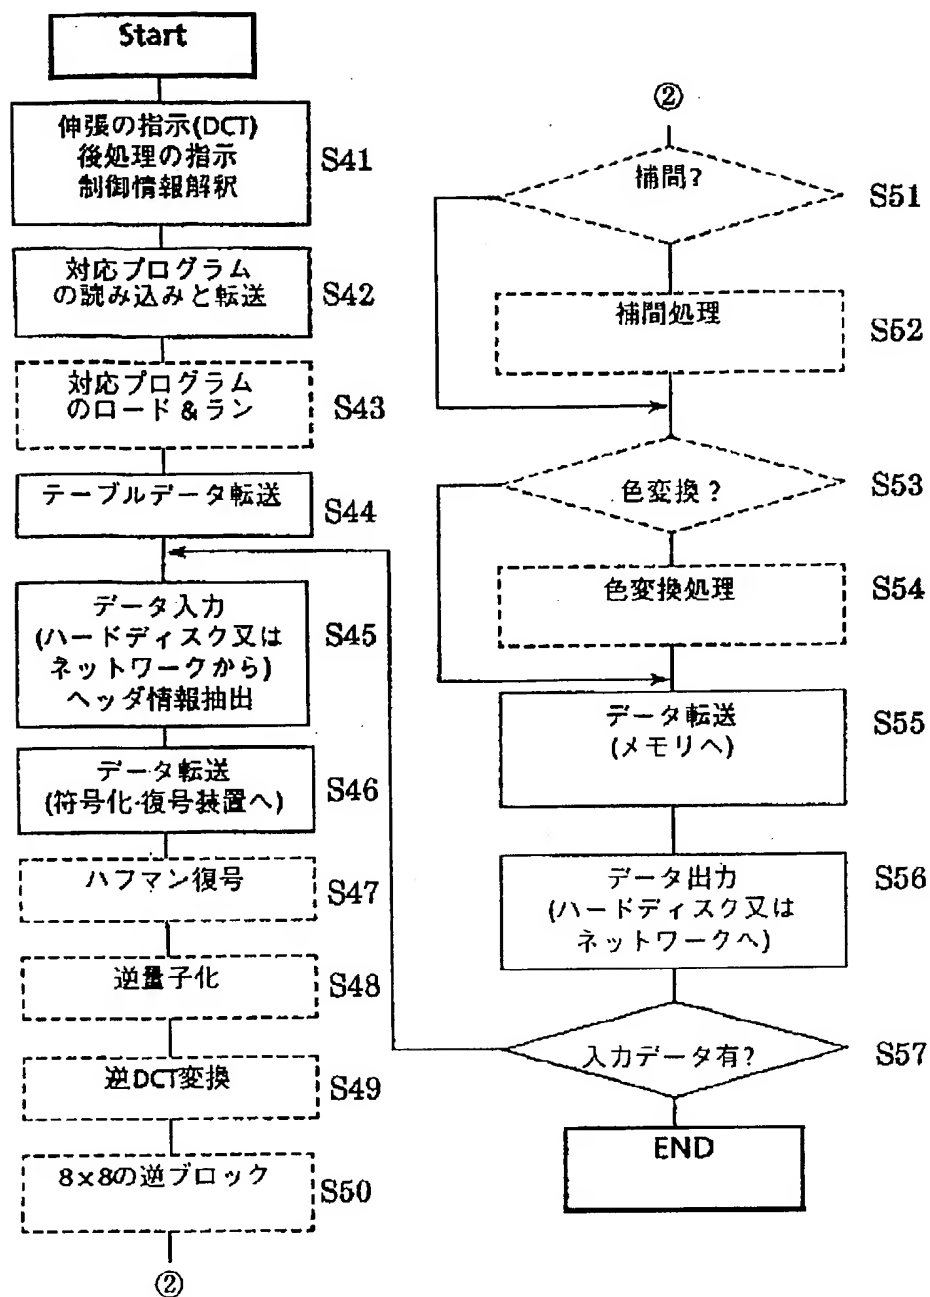 Start
伸張の指示(DCT)
後処理の指示
制御情報解釈
S41
対応プログラム
の読み込みと転送
S42
対応プログラム
のロード&ラン
S43
テーブルデータ転送
S44
データ入力
(ハードディスク又は
ネットワークから)
ヘッダ情報抽出
S45
データ転送
(符号化·復号装置へ)
S46
ハフマン復号
S47
逆量子化
S48
逆DCT変換
S49
8×8の逆ブロック
S50
②
②
補問?
S51
補間処理
S52
色変換?
S53
色変換処理
S54
データ転送
(メモリへ)
S55
データ出力
(ハードディスク又は
ネットワークへ)
S56
入力データ有?
S57
END